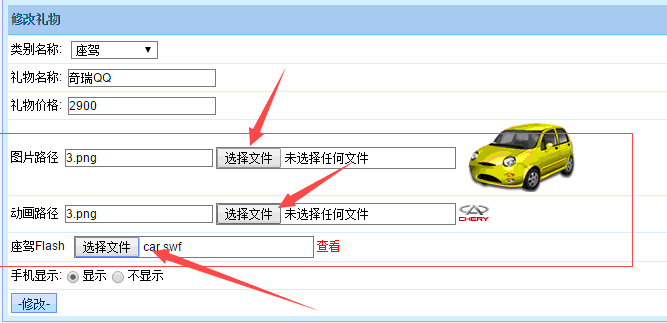 修改礼物
类别名称: 座驾
礼物名称: 奇瑞QQ
礼物价格: 2900
图片路径 3.png 选择文件 未选择任何文件
动画路径 3.png 选择文件 未选择任何文件 CHERY
座驾Flash 选择文件 car.swf 查看
手机显示: 显示 不显示
-修改-